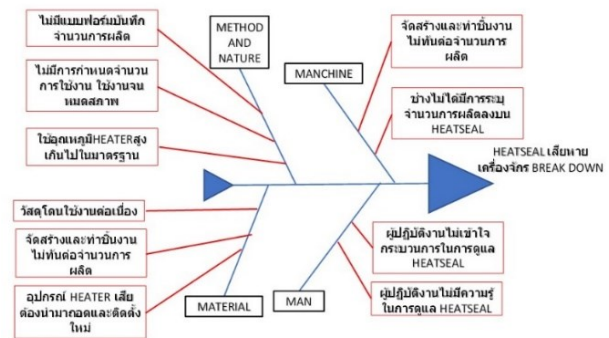 ไม่มีแบบฟอร์มบันทึก
จำนวนการผลิต
METHOD
AND
NATURE
ไม่มีการกำหนดจำนวน
การใช้งาน ใช้งานจน
หมดสภาพ
ใช้อุณหภูมิHEATERสูง
เกินไปในมาตรฐาน
MANCHINE
จัดสร้างและทำชิ้นงาน
ไม่ทันต่อจำนวนการ
ผลิต
ช่างไม่ได้มีการระบุ
จำนวนการผลิตลงบน
HEATSEAL
HEATSEAL เสียหาย
เครื่องจักร BREAK DOWN
วัสดุโดนใช้งานต่อเนื่อง
จัดสร้างและทำชิ้นงาน
ไม่ทันต่อจำนวนการ
ผลิต
อุปกรณ์ HEATER เสีย
ต้องนำมาถอดและติดตั้ง
ใหม่
MATERIAL
MAN
ผู้ปฏิบัติงานไม่เข้าใจ
กระบวนการในการดูแล
HEATSEAL
ผู้ปฏิบัติงานไม่มีความรู้
ในการดูแล HEATSEAL